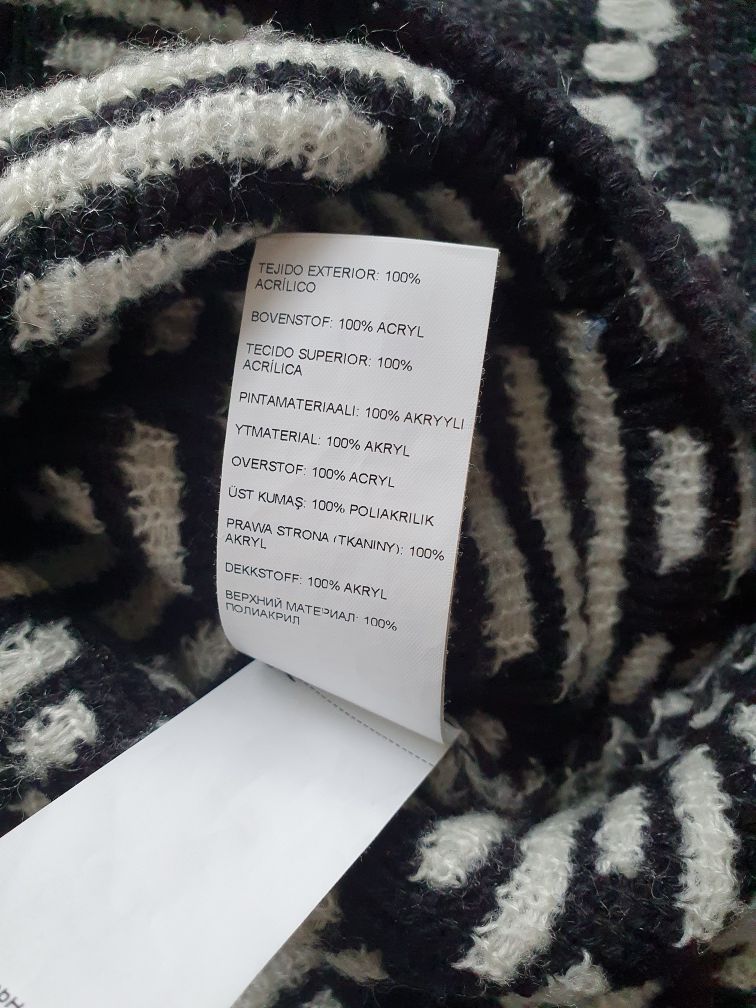 TEJIDO EXTERIOR: 100%
ACRÍLICO
BOVENSTOF: 100% ACRYL
TECIDO SUPERIOR: 100%
ACRÍLICA
PINTAMATERIAALI: 100% AKRYYLI
YTMATERIAL: 100% AKRYL
OVERSTOF: 100% ACRYL
ÜST KUMAŞ: 100% POLIAKRILIK
PRAWA STRONA (TKANINY): 100%
AKRYL
DEKKSTOFF: 100% AKRYL
ВЕРХНИЙ МАТЕРИАЛ: 100%
ПОЛИАКРИЛ